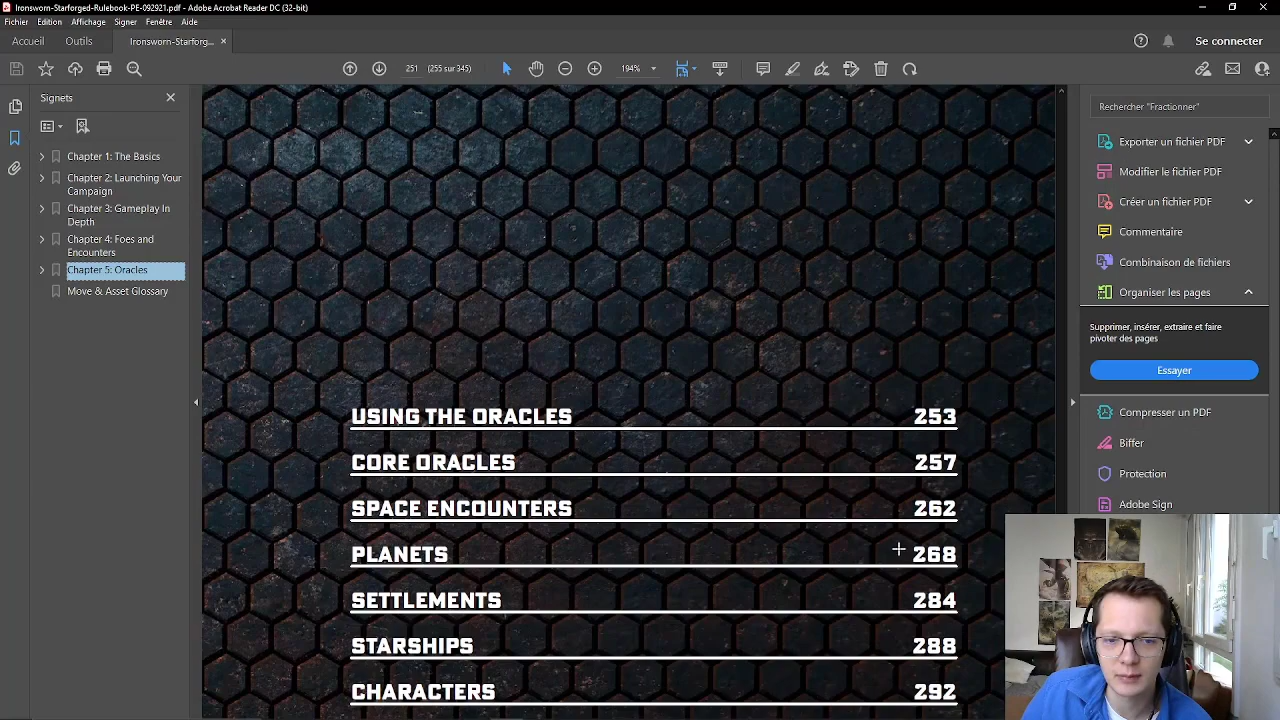 Ironsworn-Starforged-Rulebook-PE-092921.pdf - Adobe Acrobat Reader DC (32-bit)
Fichier Edition Affichage Signer Fenêtre Aide
Accueil Outils Ironsworn-Starforg... × Se connecter
251 (255 sur 345) 194%
Signets
Chapter 1: The Basics
Chapter 2: Launching Your
Campaign
Chapter 3: Gameplay In
Depth
Chapter 4: Foes and
Encounters
Chapter 5: Oracles
Move & Asset Glossary
USING THE ORACLES 253
CORE ORACLES 257
SPACE ENCOUNTERS 262
PLANETS 268
SETTLEMENTS 284
STARSHIPS 288
CHARACTERS 292
Rechercher "Fractionner"
Exporter un fichier PDF
Modifier le fichier PDF
Créer un fichier PDF
Commentaire
Combinaison de fichiers
Organiser les pages
Supprimer, insérer, extraire et faire
pivoter des pages
Essayer
Compresser un PDF
Biffer
Protection
Adobe Sign